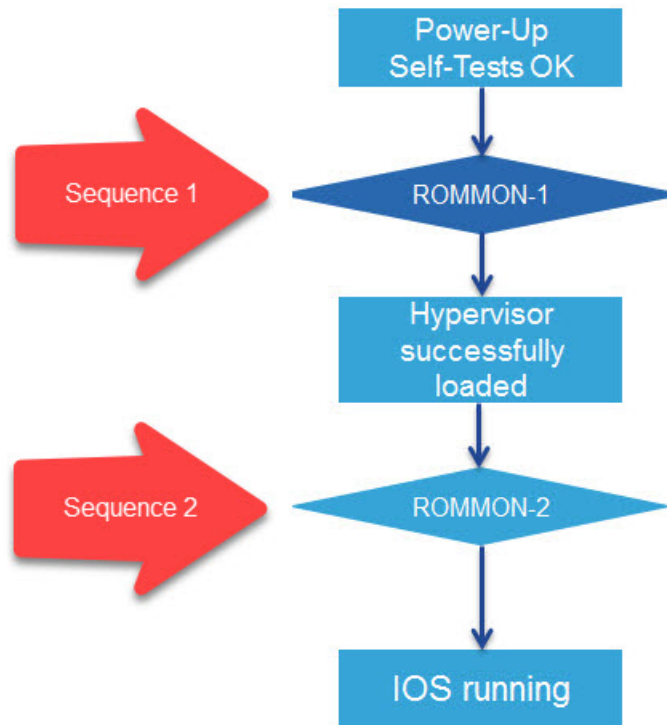 Power-Up
Self-Tests OK
Sequence 1
ROMMON-1
Hypervisor
successfully
loaded
Sequence 2
ROMMON-2
IOS running